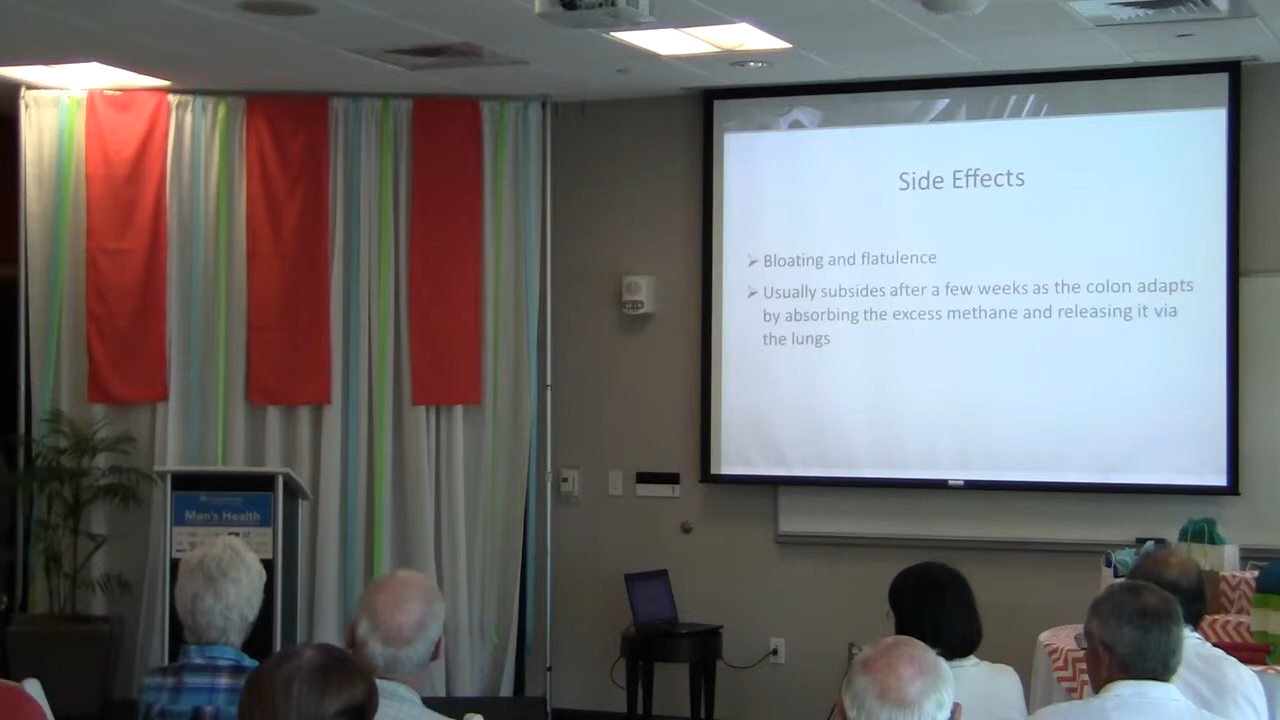 Side Effects
➢ Bloating and flatulence
➢ Usually subsides after a few weeks as the colon adapts
by absorbing the excess methane and releasing it via
the lungs
Men's Health